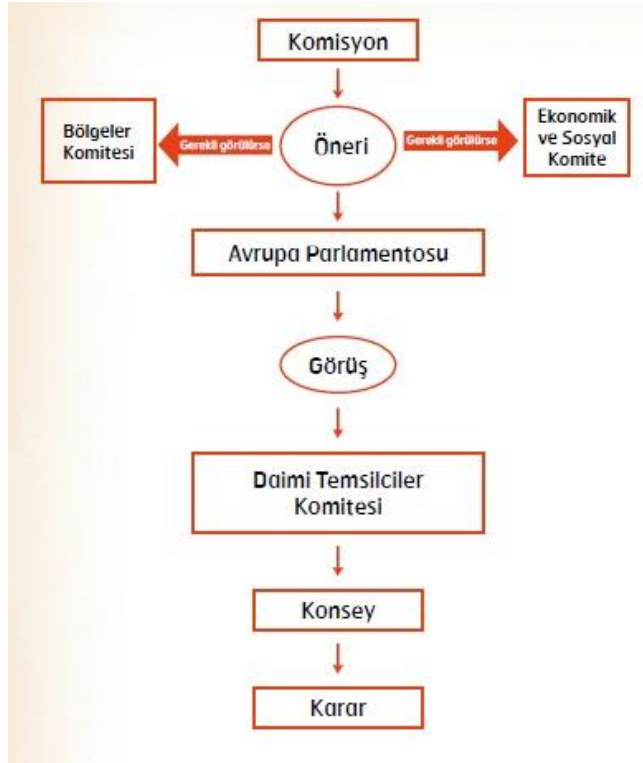 Komisyon
Bölgeler
Komitesi
Gerekli görülürse
Öneri
Gerekli görülürse
Ekonomik
ve Sosyal
Komite
Avrupa Parlamentosu
Görüş
Daimi Temsilciler
Komitesi
Konsey
Karar